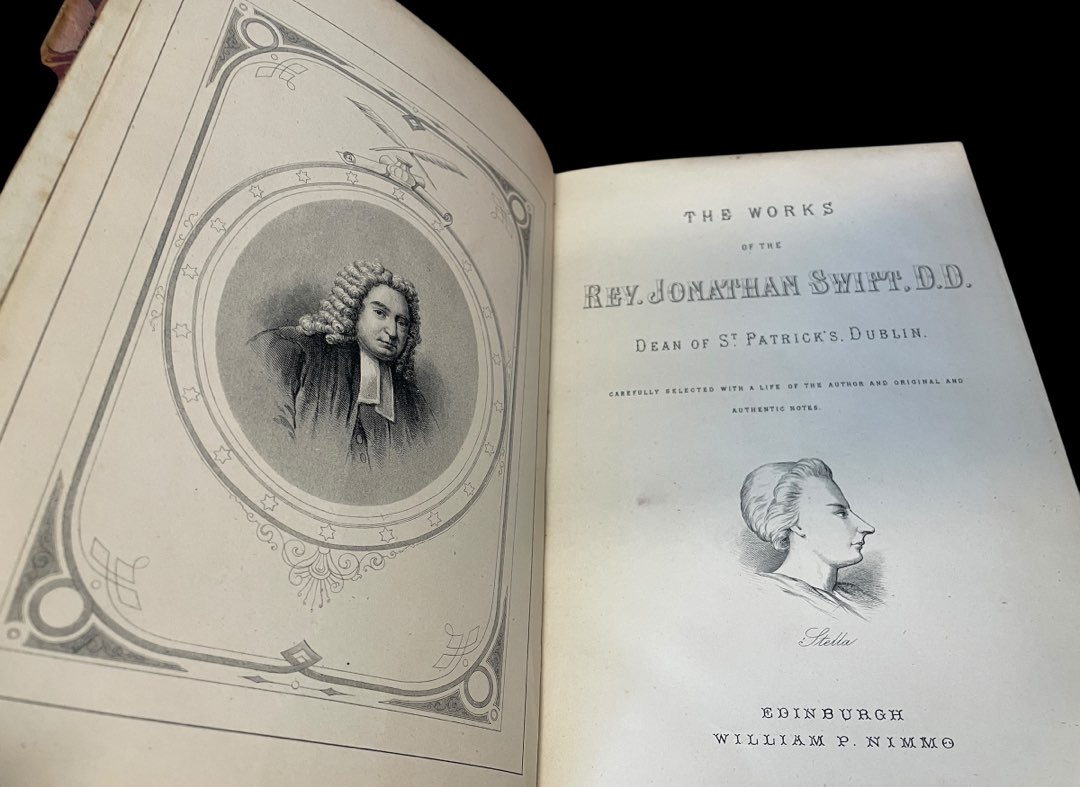 THE WORKS
OF THE
REV. JONATHAN SWIFT, D.D.
DEAN OF ST PATRICK'S, DUBLIN.
CAREFULLY SELECTED WITH A LIFE OF THE AUTHOR AND ORIGINAL AND
AUTHENTIC NOTES.
Stella
EDINBURGH
WILLIAM P. NIMMO